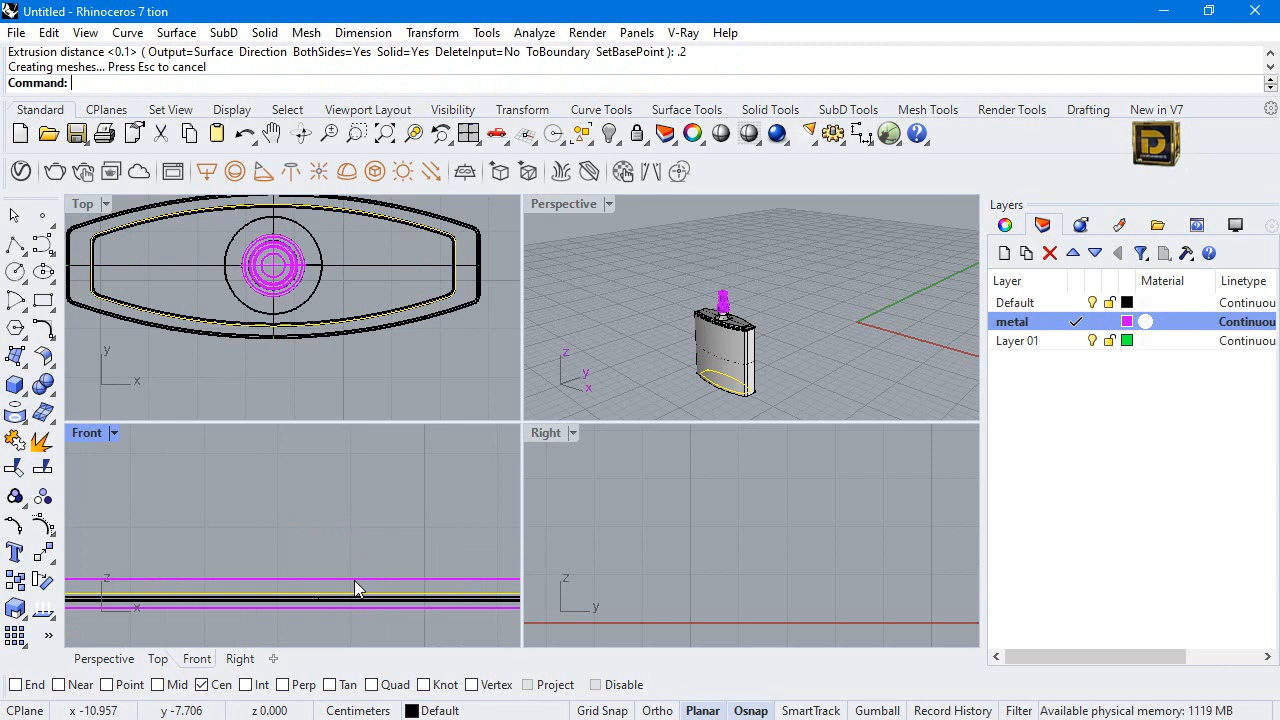 Untitled - Rhinoceros 7 tion
File Edit View Curve Surface SubD Solid Mesh Dimension Transform Tools Analyze Render Panels V-Ray Help
Extrusion distance <0.1> ( Output=Surface Direction BothSides=Yes Solid=Yes DeleteInput=No ToBoundary SetBasePoint ): .2
Creating meshes... Press Esc to cancel
Command:
Standard CPlanes Set View Display Select Viewport Layout Visibility Transform Curve Tools Surface Tools Solid Tools SubD Tools Mesh Tools Render Tools Drafting New in V7
Top
Perspective
Layers
Layer Material Linetype
Default Continuou
metal Continuou
Layer 01 Continuou
y
x
z
y
x
Front
Right
z
x
z
y
Perspective Top Front Right
End Near Point Mid Cen Int Perp Tan Quad Knot Vertex Project Disable
CPlane x -10.957 y -7.706 z 0.000 Centimeters Default Grid Snap Ortho Planar Osnap SmartTrack Gumball Record History Filter Available physical memory: 1119 MB